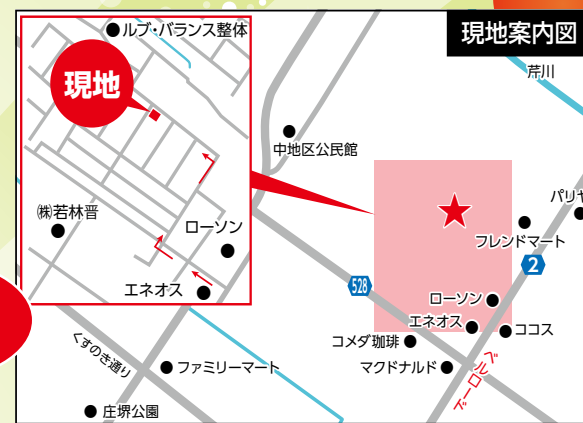 現地案内図
ルブ・バランス整体
現地
㈱若林晋
ローソン
エネオス
芹川
中地区公民館
パリヤ
フレンドマート
2
528
ローソン
エネオス
ココス
コメダ珈琲
マクドナルド
ベルロード
くすのき通り
ファミリーマート
庄堺公園